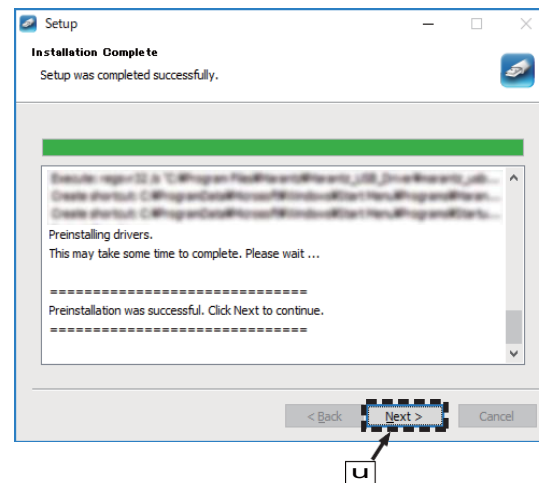 Setup
Installation Complete
Setup was completed successfully.
Preinstalling drivers.
This may take some time to complete. Please wait ...
==============================
Preinstallation was successful. Click Next to continue.
==============================
< Back Next > Cancel
u